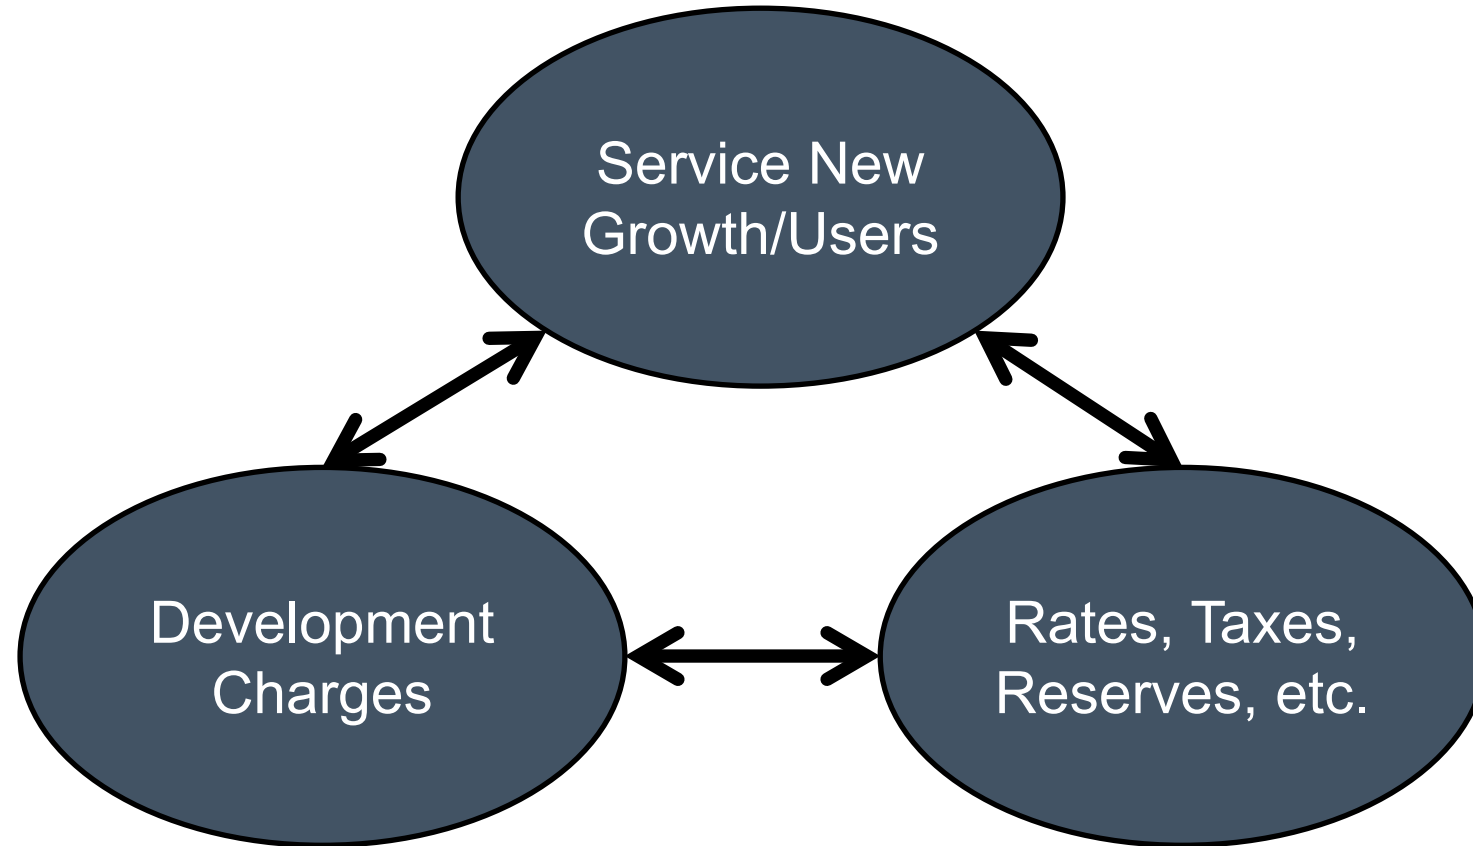 Service New
Growth/Users
Development
Charges
Rates, Taxes,
Reserves, etc.